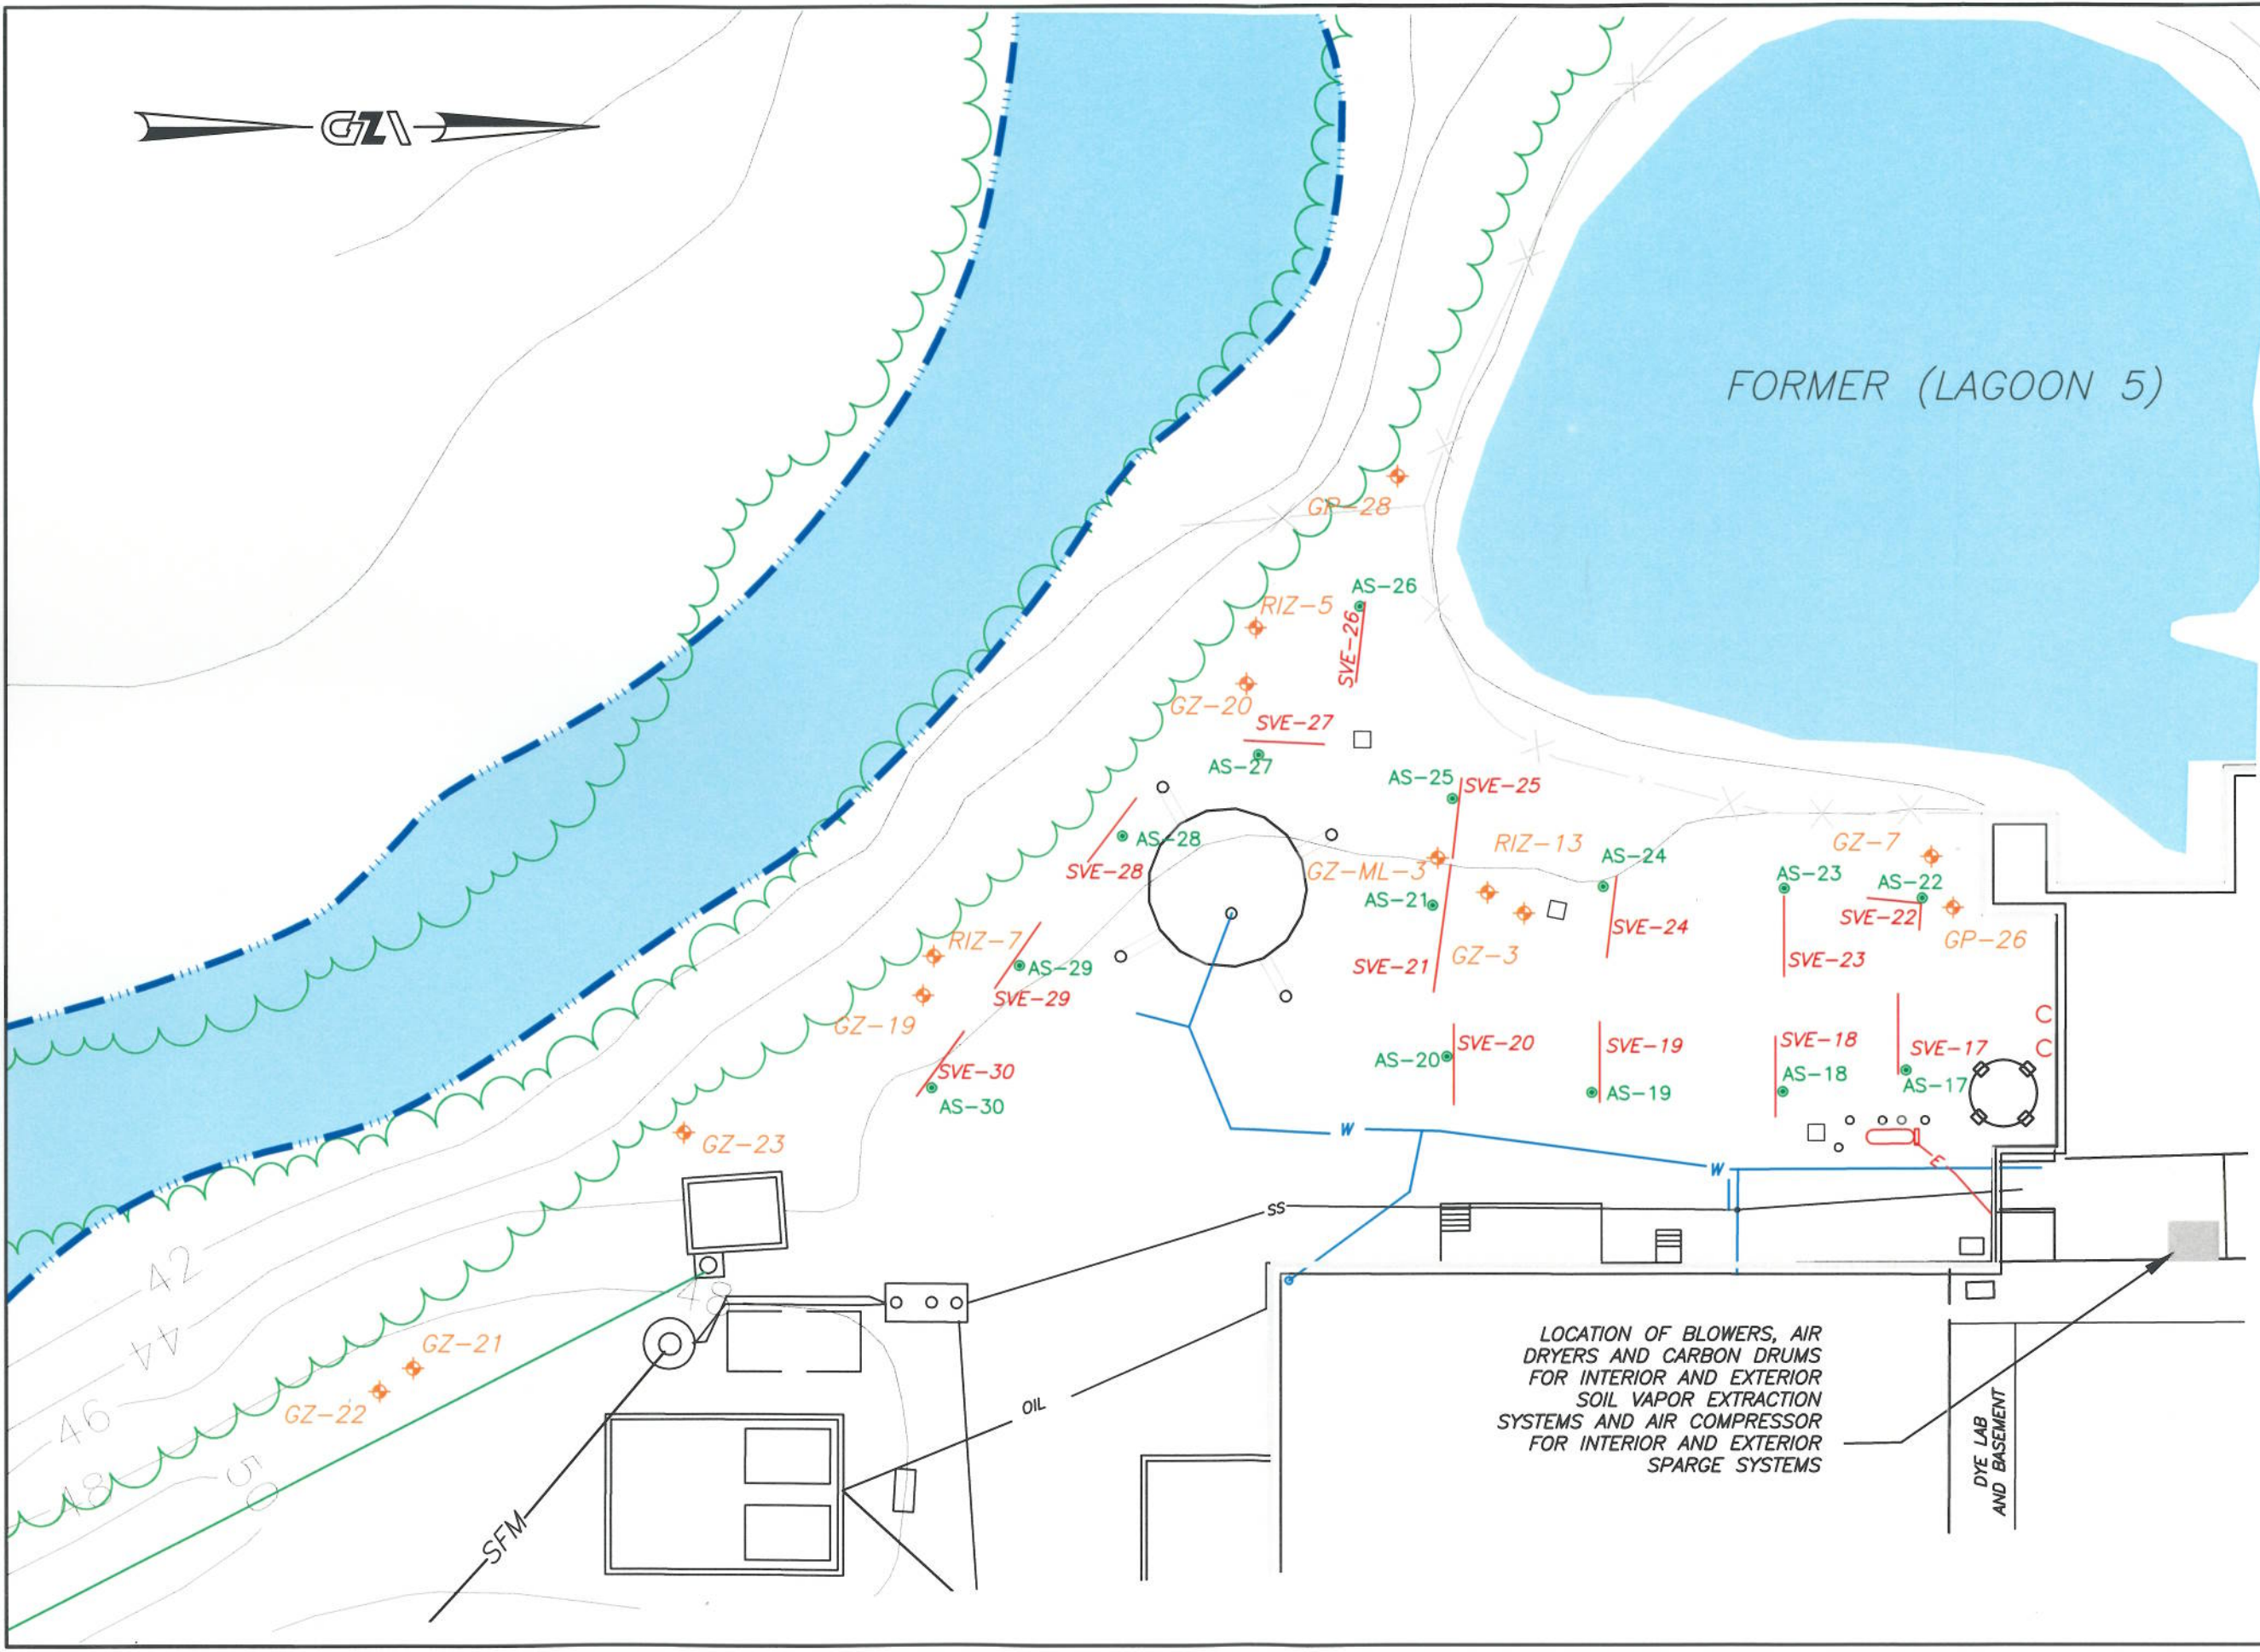 GZA
FORMER (LAGOON 5)
GP-28
AS-26
RIZ-5
SVE-26
GZ-20
SVE-27
AS-27
AS-25
SVE-25
AS-28
SVE-28
RIZ-13
GZ-ML-3
AS-24
GZ-7
AS-23
AS-22
AS-21
SVE-22
SVE-24
GP-26
RIZ-7
AS-29
SVE-29
SVE-21
GZ-3
SVE-23
GZ-19
C
C
SVE-20
SVE-19
SVE-18
SVE-17
AS-20
SVE-30
AS-30
AS-19
AS-18
AS-17
GZ-23
W
W
E
SS
42
48
44
GZ-21
GZ-22
46
48
50
OIL
SFM
LOCATION OF BLOWERS, AIR
DRYERS AND CARBON DRUMS
FOR INTERIOR AND EXTERIOR
SOIL VAPOR EXTRACTION
SYSTEMS AND AIR COMPRESSOR
FOR INTERIOR AND EXTERIOR
SPARGE SYSTEMS
DYE LAB
AND BASEMENT